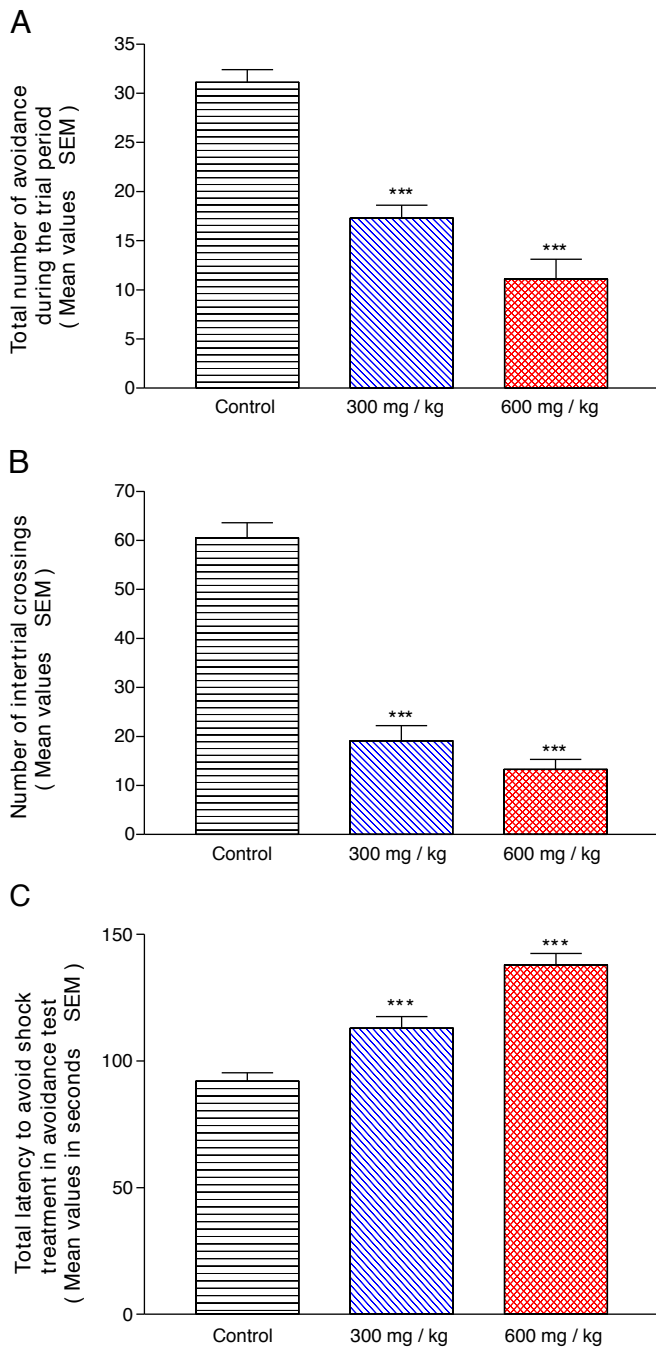 A
Total number of avoidance
during the trial period
( Mean values SEM )
35
30
25
20
15
10
5
0
***
***
Control 300 mg / kg 600 mg / kg
B
Number of intertrial crossings
( Mean values SEM )
70
60
50
40
30
20
10
0
***
***
Control 300 mg / kg 600 mg / kg
C
Total latency to avoid shock
treatment in avoidance test
( Mean values in seconds SEM )
150
100
50
0
***
***
Control 300 mg / kg 600 mg / kg